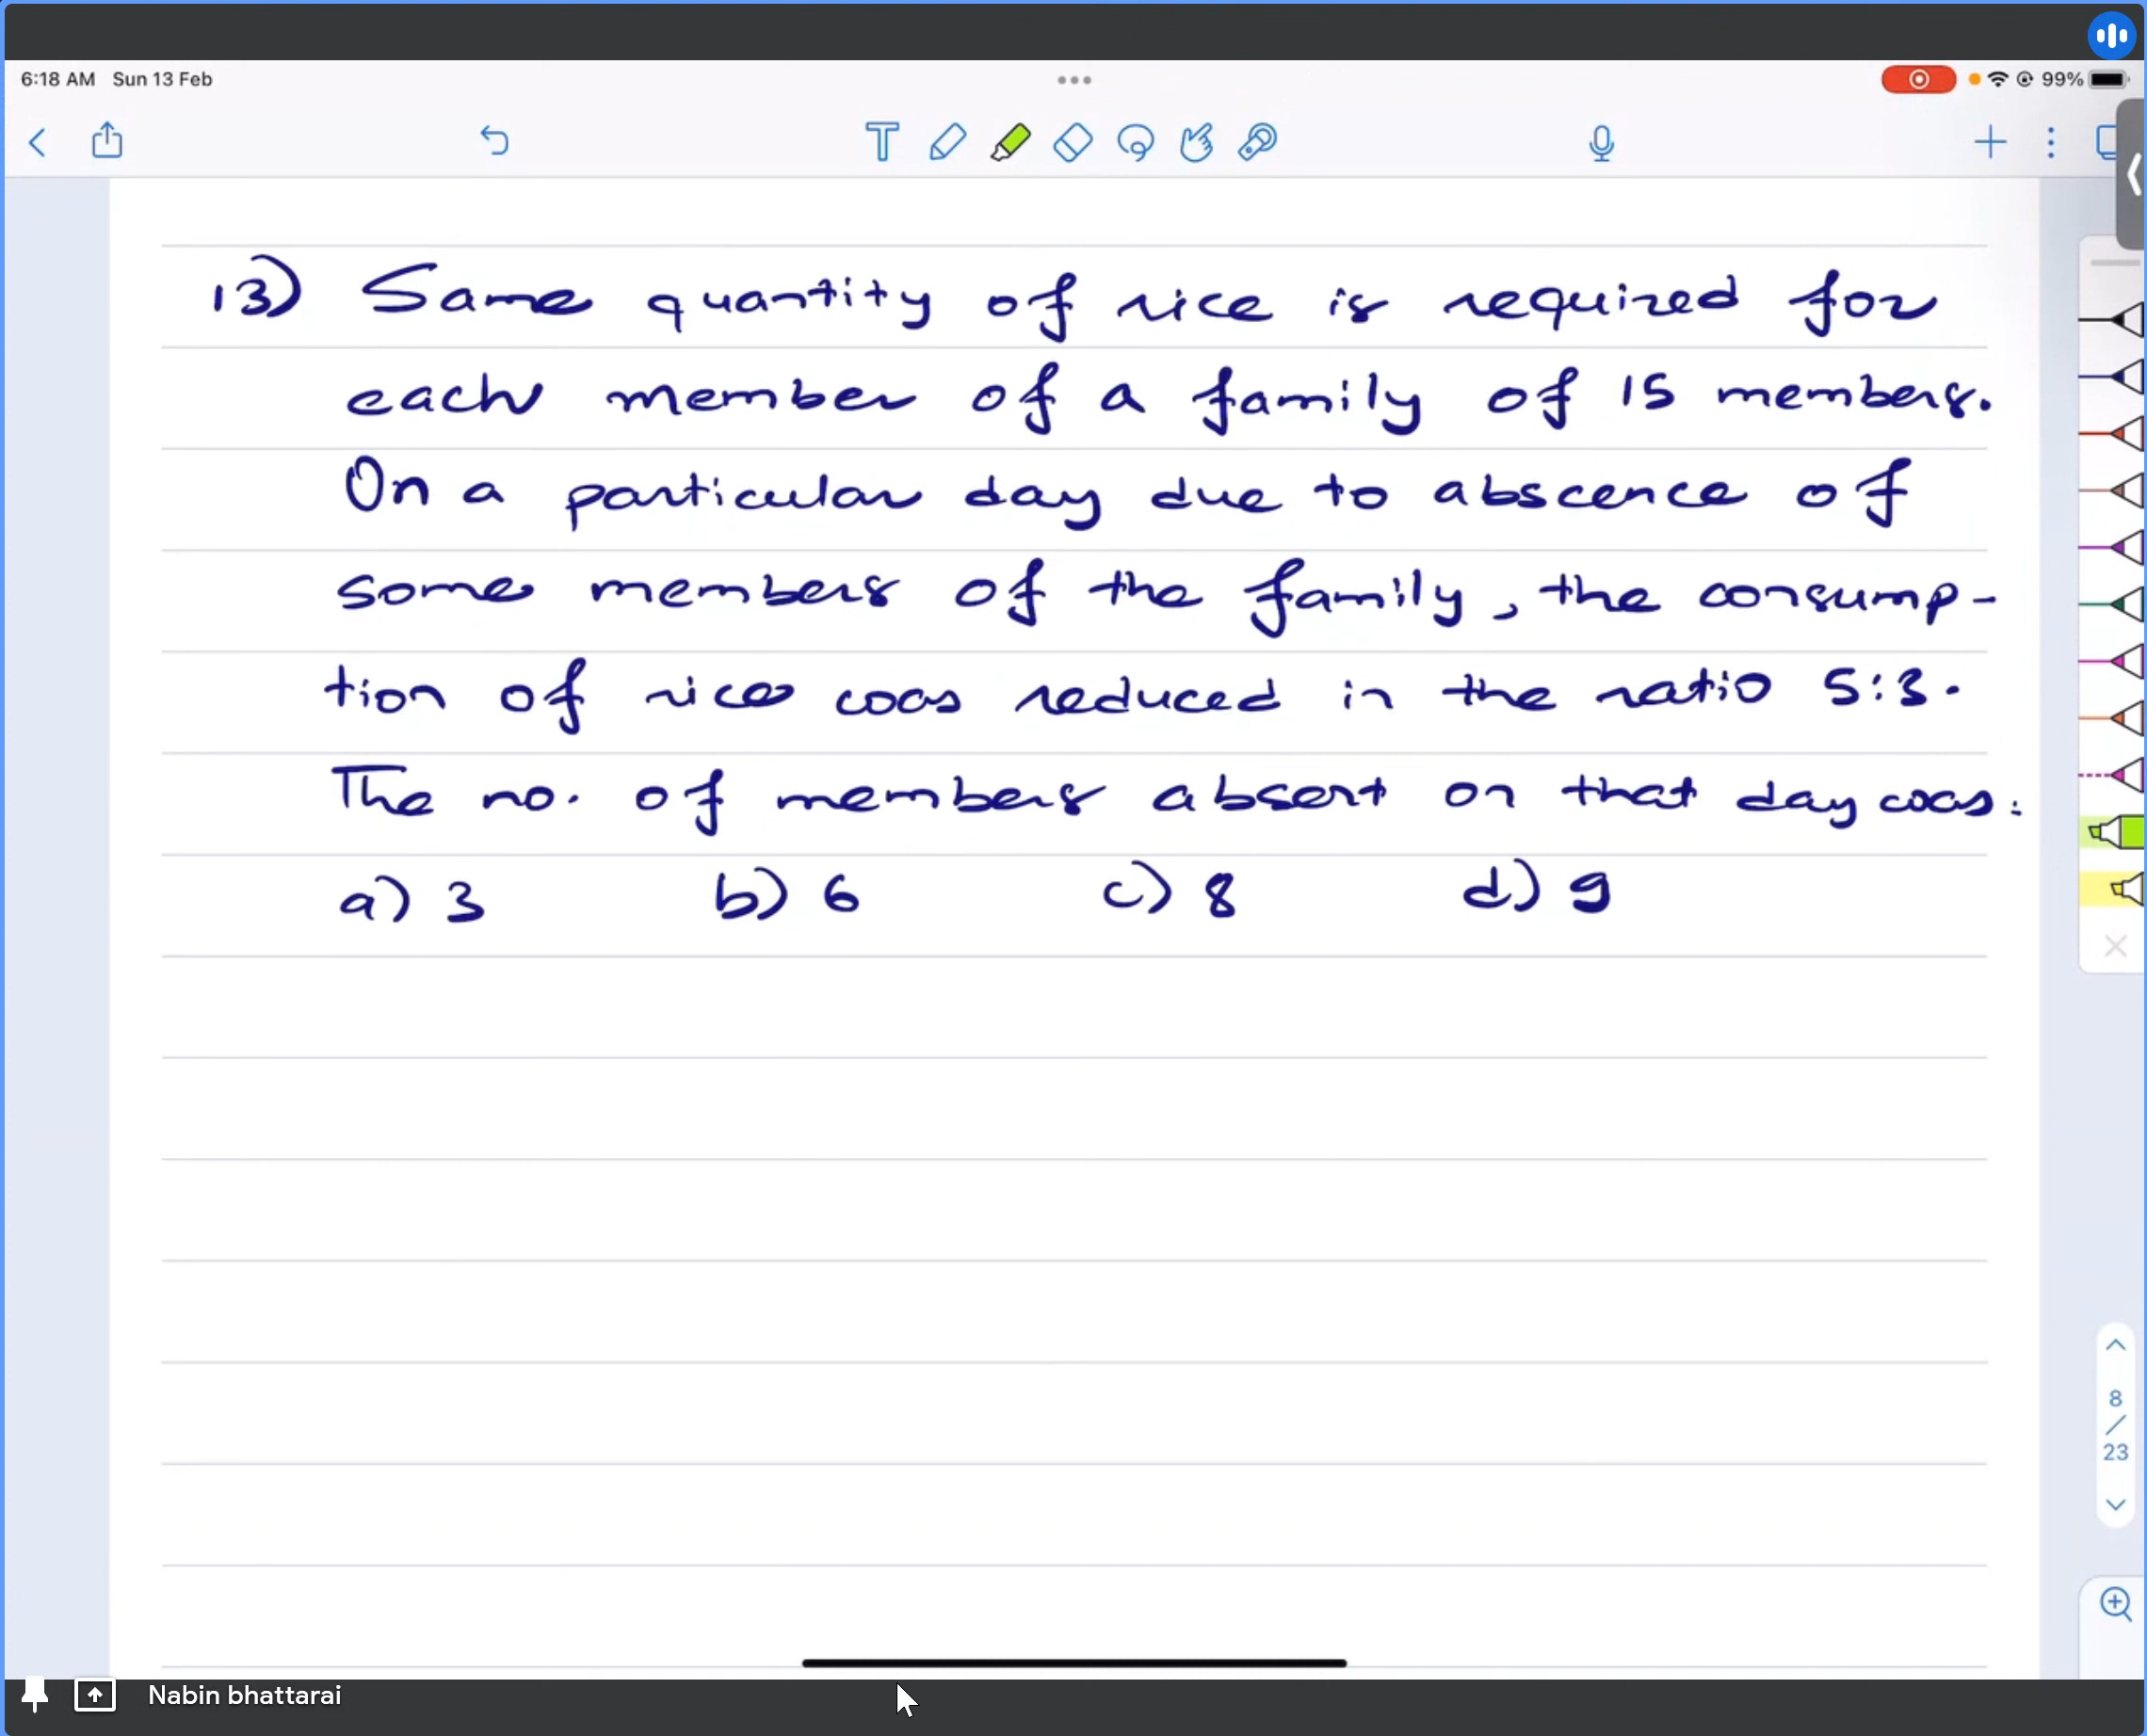 6:18 AM Sun 13 Feb
99%
T
13) Same quantity of rice is required for
each member of a family of 15 members.
On a particular day due to abscence of
some members of the family, the consump-
tion of rice was reduced in the ratio 5:3.
The no. of members absent on that day was:
a) 3 b) 6 c) 8 d) 9
8
/
23
Nabin bhattarai